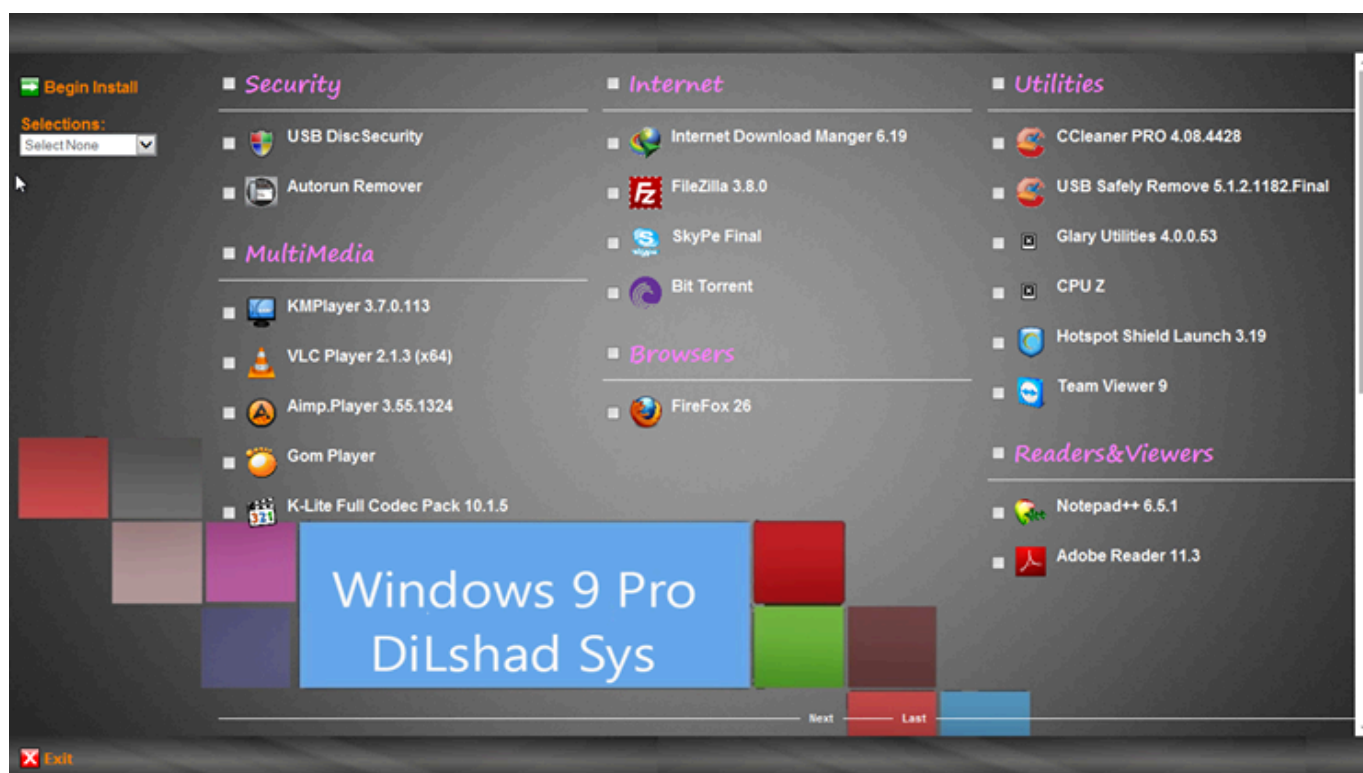 Begin Install
Selections:
Select None
Security
USB DiscSecurity
Autorun Remover
MultiMedia
KMPlayer 3.7.0.113
VLC Player 2.1.3 (x64)
Aimp.Player 3.55.1324
Gom Player
K-Lite Full Codec Pack 10.1.5
Internet
Internet Download Manger 6.19
FileZilla 3.8.0
SkyPe Final
Bit Torrent
Browsers
FireFox 26
Utilities
CCleaner PRO 4.08.4428
USB Safely Remove 5.1.2.1182.Final
Glary Utilities 4.0.0.53
CPU Z
Hotspot Shield Launch 3.19
Team Viewer 9
Readers&Viewers
Notepad++ 6.5.1
Adobe Reader 11.3
Windows 9 Pro
DiLshad Sys
Next
Last
Exit